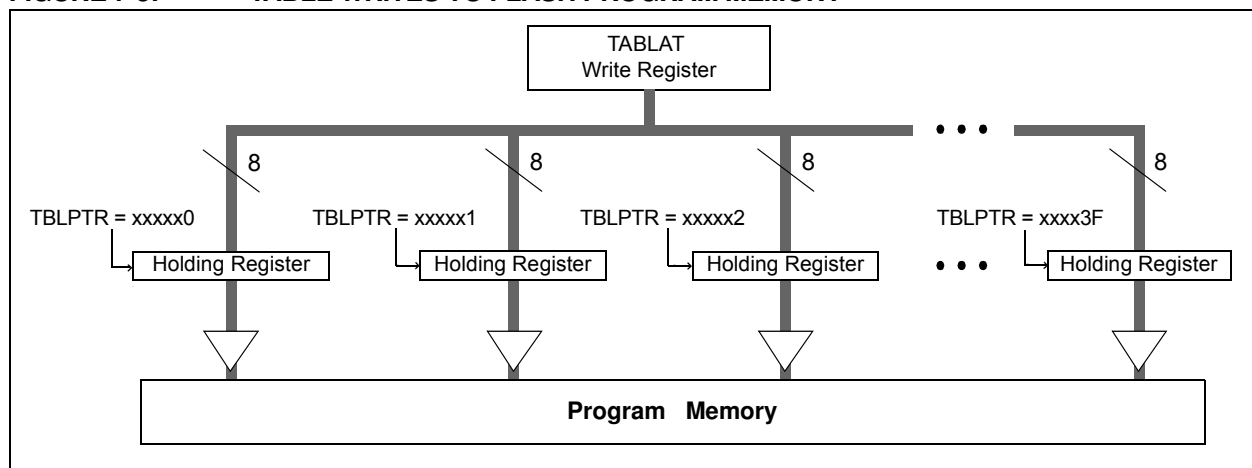 FIGURE TABLE WRITES TO FLASH PROGRAM MEMORY
TABLAT
Write Register
8 8 8 8
TBLPTR = xxxxx0 TBLPTR = xxxxx1 TBLPTR = xxxxx2 TBLPTR = xxxx3F
Holding Register Holding Register Holding Register Holding Register
Program Memory